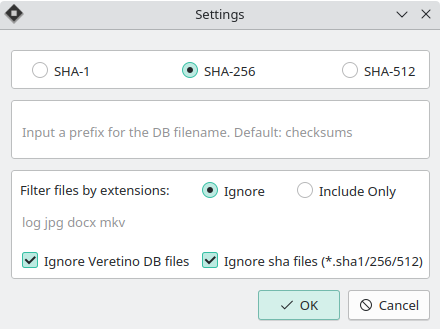 Settings
SHA-1 SHA-256 SHA-512
Input a prefix for the DB filename. Default: checksums
Filter files by extensions: Ignore Include Only
log jpg docx mkv
Ignore Veretino DB files Ignore sha files (*.sha1/256/512)
OK Cancel